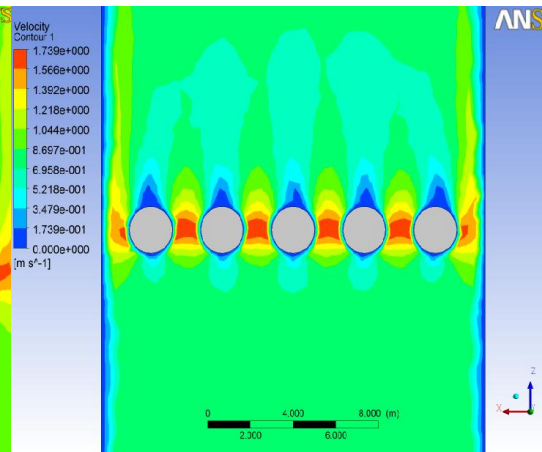 Velocity
Contour 1
1.739e+000
1.566e+000
1.392e+000
1.218e+000
1.044e+000
8.697e-001
6.958e-001
5.218e-001
3.479e-001
1.739e-001
0.000e+000
[m s^-1]
ANS
0 4.000 8.000 (m)
2.000 6.000
Z
X